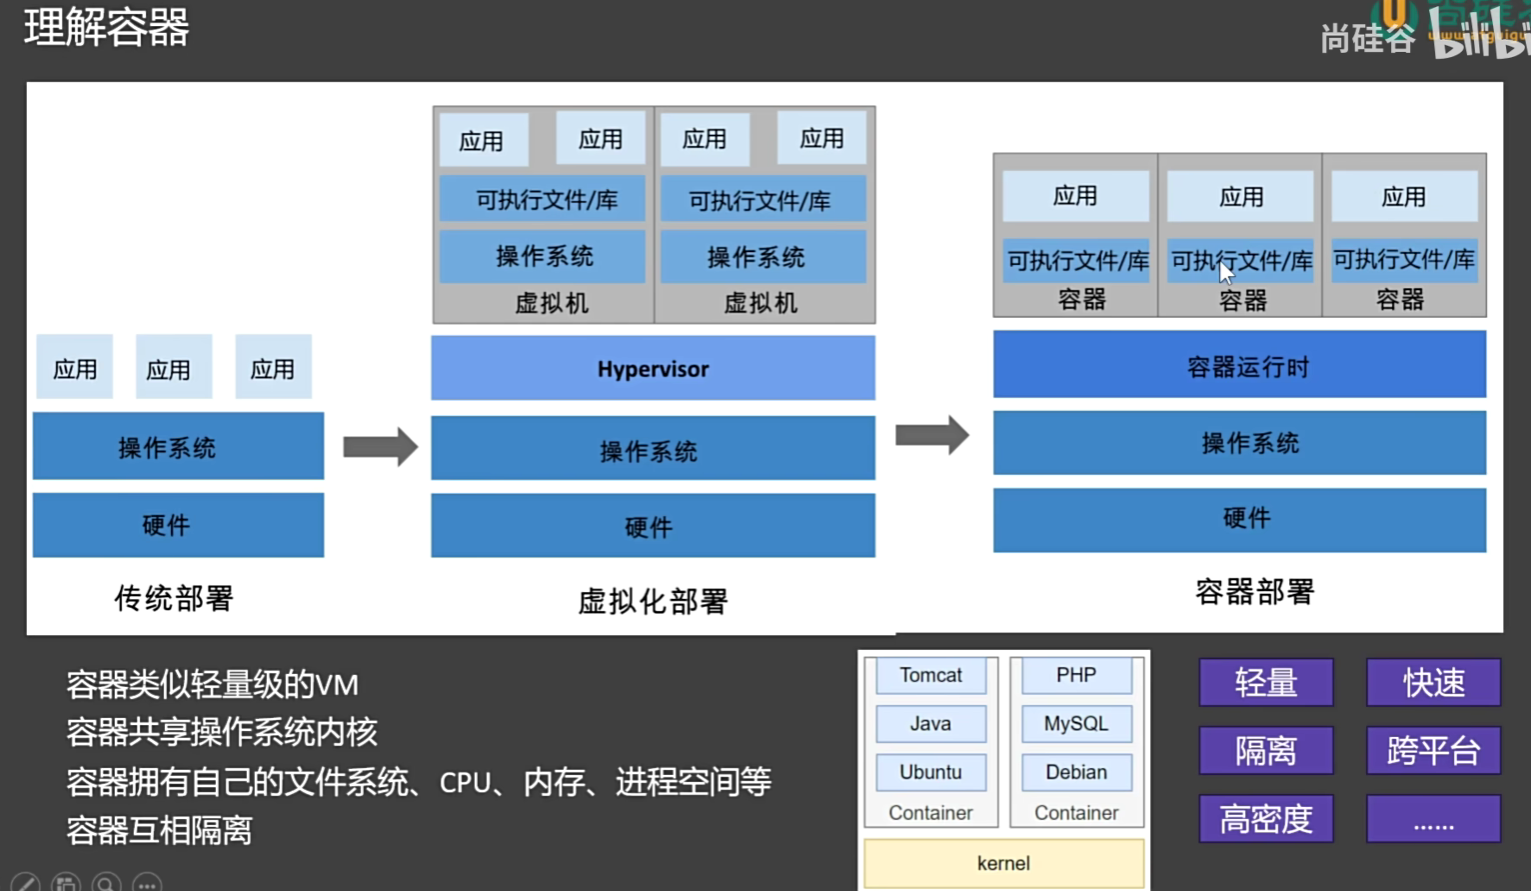 理解容器
尚硅谷
应用 应用 应用 应用
可执行文件/库 可执行文件/库
操作系统 操作系统
虚拟机 虚拟机
应用 应用 应用
可执行文件/库 可执行文件/库 可执行文件/库
容器 容器 容器
应用 应用 应用
Hypervisor
容器运行时
操作系统
操作系统
操作系统
硬件
硬件
硬件
传统部署
虚拟化部署
容器部署
容器类似轻量级的VM
容器共享操作系统内核
容器拥有自己的文件系统、CPU、内存、进程空间等
容器互相隔离
Tomcat PHP
Java MySQL
Ubuntu Debian
Container Container
kernel
轻量 快速
隔离 跨平台
高密度 ......